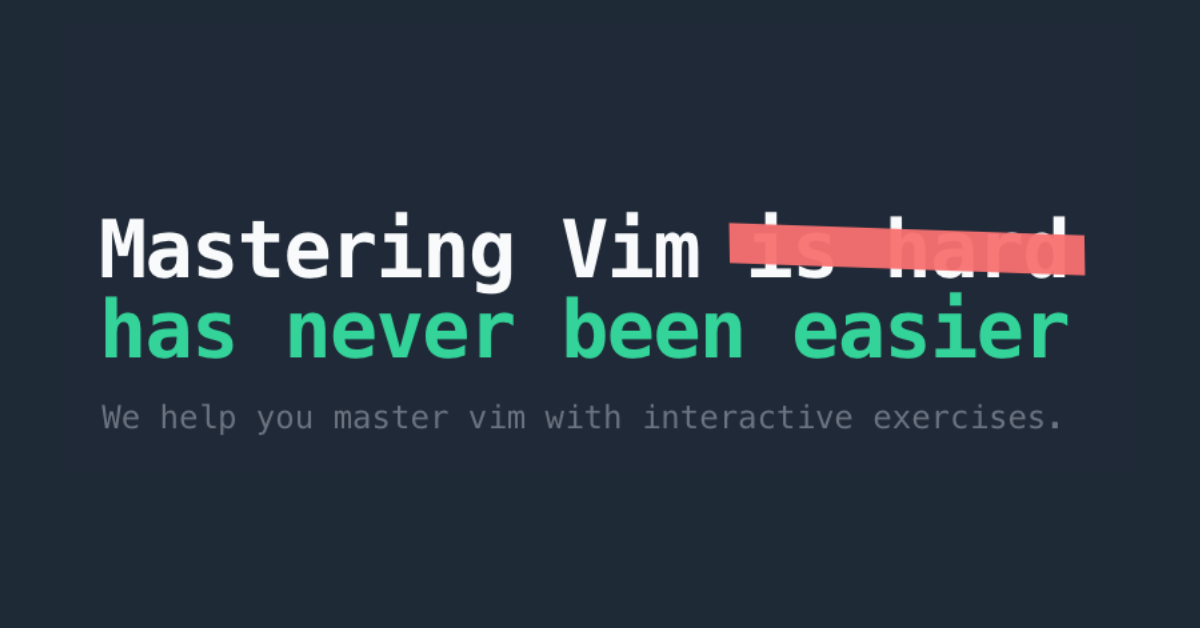 Mastering Vim is hard
has never been easier
We help you master vim with interactive exercises.